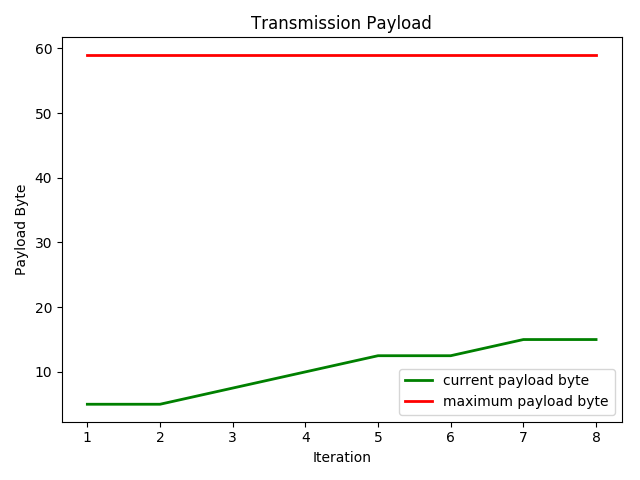 Transmission Payload
60
50
40
30
20
10
Payload Byte
current payload byte
maximum payload byte
1 2 3 4 5 6 7 8
Iteration